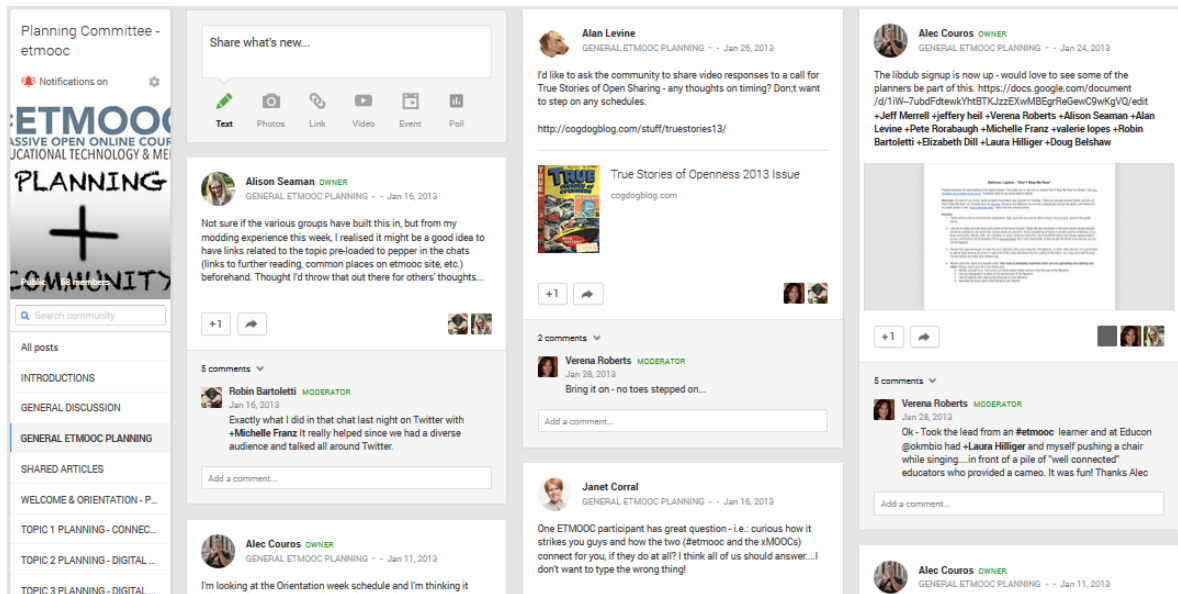 Planning Committee -
etmooc
Notifications on
:ETMOOC
ASSIVE OPEN ONLINE COUR
UCATIONAL TECHNOLOGY & ME
PLANNING
+
COMMUNITY
Public 58 members
Search community
All posts
INTRODUCTIONS
GENERAL DISCUSSION
GENERAL ETMOOC PLANNING
SHARED ARTICLES
WELCOME & ORIENTATION - P...
TOPIC 1 PLANNING - CONNEC...
TOPIC 2 PLANNING - DIGITAL ...
TOPIC 3 PLANNING - DIGITAL ...
Share what's new...
Text Photos Link Video Event Poll
Alison Seaman OWNER
GENERAL ETMOOC PLANNING - - Jan 16, 2013
Not sure if the various groups have built this in, but from my
modding experience this week, I realised it might be a good idea to
have links related to the topic pre-loaded to pepper in the chats
(links to further reading, common places on etmooc site, etc.)
beforehand. Thought I'd throw that out there for others' thoughts...
+1
5 comments
Robin Bartoletti MODERATOR
Jan 16, 2013
Exactly what I did in that chat last night on Twitter with
+Michelle Franz It really helped since we had a diverse
audience and talked all around Twitter.
Add a comment...
Alec Couros OWNER
GENERAL ETMOOC PLANNING - - Jan 11, 2013
I'm looking at the Orientation week schedule and I'm thinking it
Alan Levine
GENERAL ETMOOC PLANNING - - Jan 26, 2013
I'd like to ask the community to share video responses to a call for
True Stories of Open Sharing - any thoughts on timing? Don;t want
to step on any schedules.
http://cogdogblog.com/stuff/truestories13/
TRUE
True Stories of Openness 2013 Issue
cogdogblog.com
+1
2 comments
Verena Roberts MODERATOR
Jan 28, 2013
Bring it on - no toes stepped on...
Add a comment...
Janet Corral
GENERAL ETMOOC PLANNING - - Jan 16, 2013
One ETMOOC participant has great question - i.e.: curious how it
strikes you guys and how the two (#etmooc and the xMOOCs)
connect for you, if they do at all? I think all of us should answer....I
don't want to type the wrong thing!
Alec Couros OWNER
GENERAL ETMOOC PLANNING - - Jan 24, 2013
The libdub signup is now up - would love to see some of the
planners be part of this. https://docs.google.com/document
/d/1iW–7ubdFdtewkYhtBTKJzzEXwMBEgrReGewC9wKgVQ/edit
+Jeff Merrell +jeffery heil +Verena Roberts +Alison Seaman +Alan
Levine +Pete Rorabaugh +Michelle Franz +valerie lopes +Robin
Bartoletti +Elizabeth Dill +Laura Hilliger +Doug Belshaw
+1
5 comments
Verena Roberts MODERATOR
Jan 28, 2013
Ok - Took the lead from an #etmooc learner and at Educon
@okmbio had +Laura Hilliger and myself pushing a chair
while singing....in front of a pile of "well connected"
educators who provided a cameo. It was fun! Thanks Alec
Add a comment...
Alec Couros OWNER
GENERAL ETMOOC PLANNING - - Jan 11, 2013